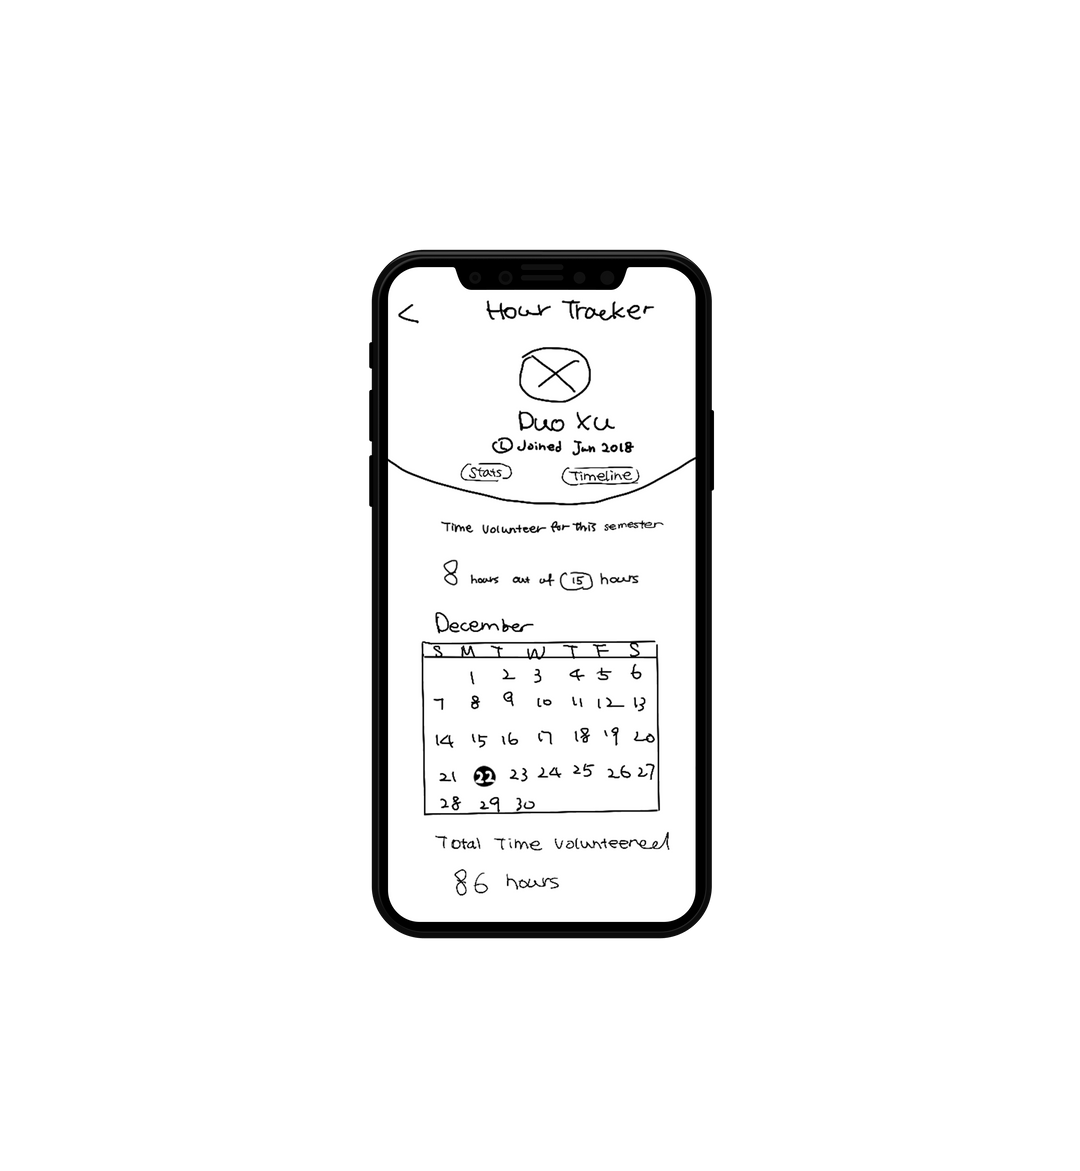 < Hour Tracker
Duo Xu
Joined Jun 2018
Stats Timeline
Time Volunteer for this semester
8 hours out of 15 hours
December
S M T W T F S
1 2 3 4 5 6
7 8 9 10 11 12 13
14 15 16 17 18 19 20
21 22 23 24 25 26 27
28 29 30
Total Time Volunteered
86 hours